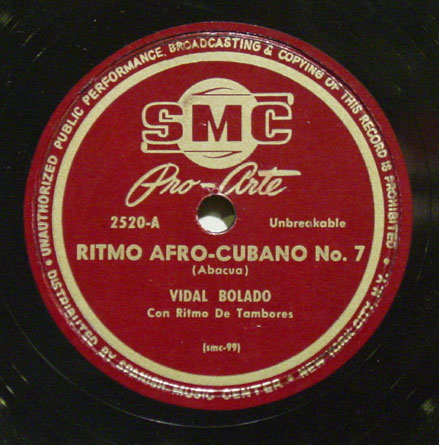 UNAUTHORIZED PUBLIC PERFORMANCE, BROADCASTING & COPYING OF THIS RECORD IS PROHIBITED
SMC
Pro-Arte
2520-A Unbreakable
RITMO AFRO-CUBANO No. 7
(Abacua)
VIDAL BOLADO
Con Ritmo De Tambores
(smc-99)
DISTRIBUTED BY SPANISH MUSIC CENTER • NEW YORK CITY, N.Y.